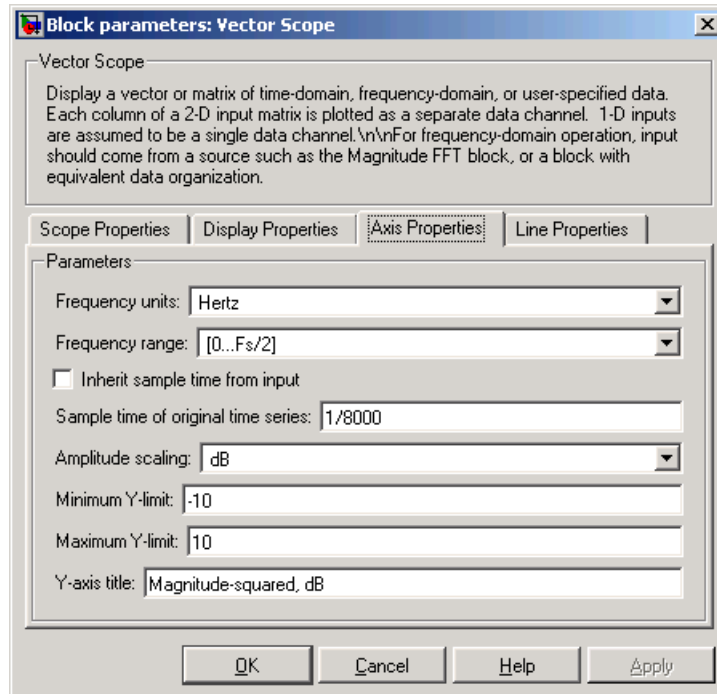 Block parameters: Vector Scope
Vector Scope
Display a vector or matrix of time-domain, frequency-domain, or user-specified data.
Each column of a 2-D input matrix is plotted as a separate data channel.  1-D inputs
are assumed to be a single data channel.\n\nFor frequency-domain operation, input
should come from a source such as the Magnitude FFT block, or a block with
equivalent data organization.
Scope Properties Display Properties Axis Properties Line Properties
Parameters
Frequency units: Hertz
Frequency range: [0...Fs/2]
Inherit sample time from input
Sample time of original time series: 1/8000
Amplitude scaling: dB
Minimum Y-limit: -10
Maximum Y-limit: 10
Y-axis title: Magnitude-squared, dB
OK Cancel Help Apply